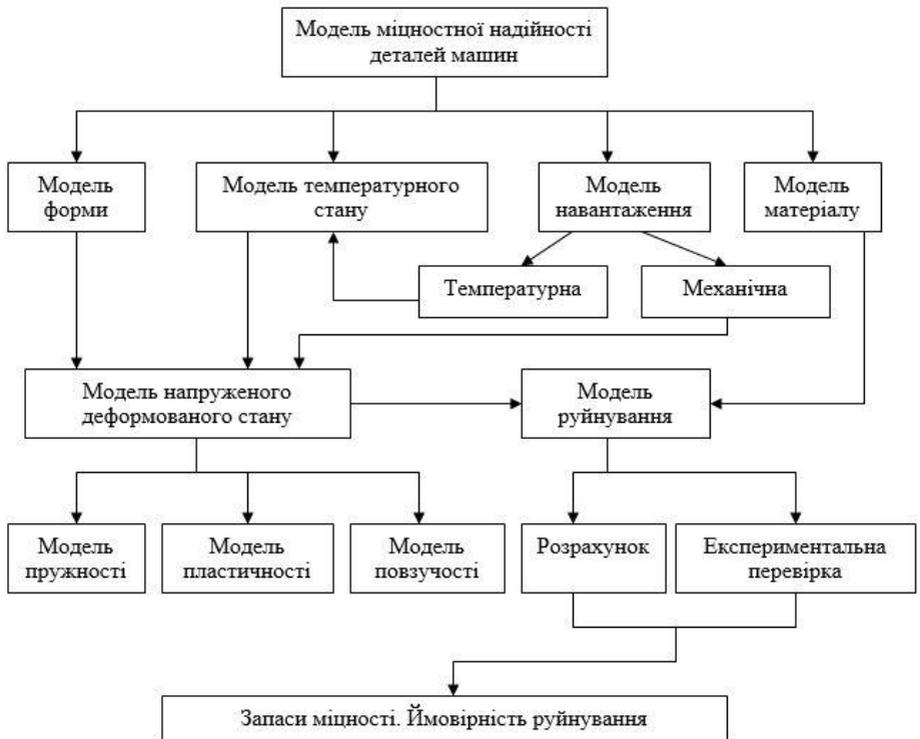 Модель міцностної надійності
деталей машин
Модель
форми
Модель температурного
стану
Модель
навантаження
Модель
матеріалу
Температурна
Механічна
Модель напруженого
деформованого стану
Модель
руйнування
Модель
пружності
Модель
пластичності
Модель
повзучості
Розрахунок
Експериментальна
перевірка
Запаси міцності. Ймовірність руйнування